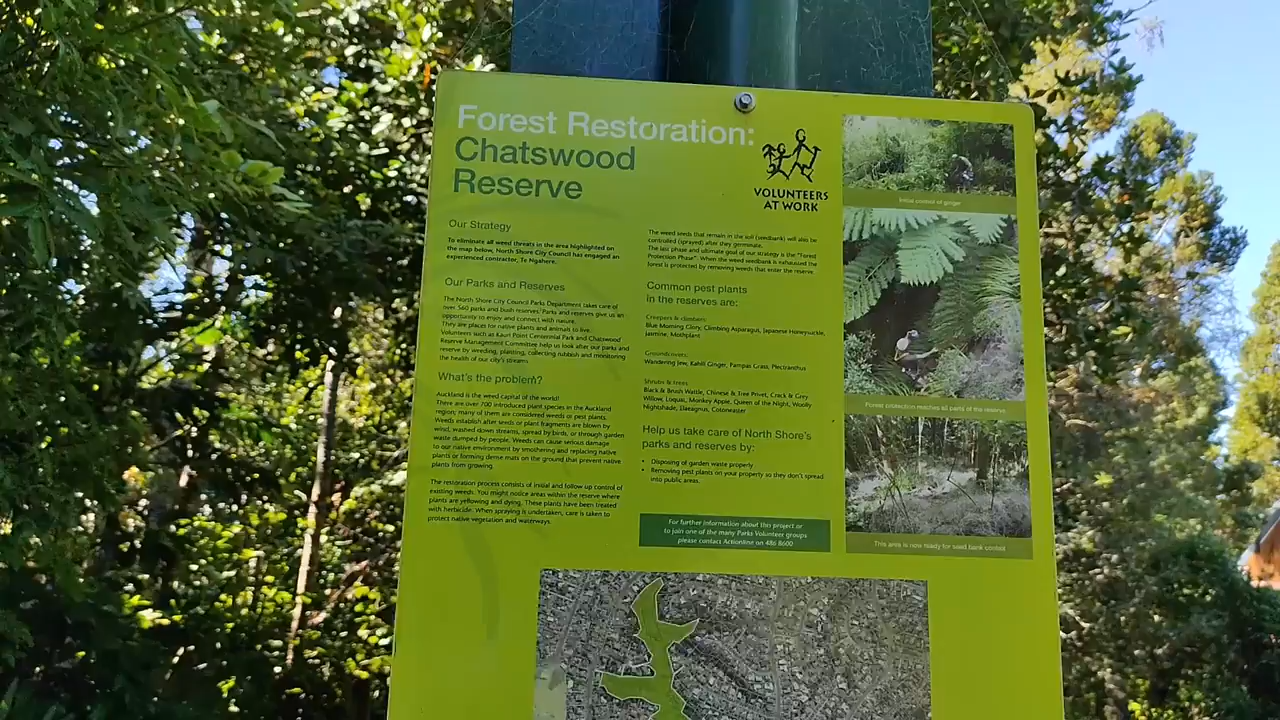 Forest Restoration:
Chatswood
Reserve
VOLUNTEERS
AT WORK
Our Strategy
To eliminate all weed threats in the area highlighted on
the map below, North Shore City Council has engaged an
experienced contractor, Te Ngahere.
Our Parks and Reserves
The North Shore City Council Parks Department takes care of
over 560 parks and bush reserves. Parks and reserves give us an
opportunity to enjoy and connect with nature.
They are places for native plants and animals to live.
Volunteers such as Kauri Point Centennial Park and Chatswood
Reserve Management Committee help us look after our parks and
reserve by weeding, planting, collecting rubbish and monitoring
the health of our city's streams.
What's the problem?
Auckland is the weed capital of the world!
There are over 700 introduced plant species in the Auckland
region; many of them are considered weeds or pest plants.
Weeds establish after seeds or plant fragments are blown by
wind, washed down streams, spread by birds, or through garden
waste dumped by people. Weeds can cause serious damage
to our native environment by smothering and replacing native
plants or forming dense mats on the ground that prevent native
plants from growing.
The restoration process consists of initial and follow up control of
existing weeds. You might notice areas within the reserve where
plants are yellowing and dying. These plants have been treated
with herbicide. When spraying is undertaken, care is taken to
protect native vegetation and waterways.
The weed seeds that remain in the soil (seedbank) will also be
controlled (sprayed) after they germinate.
The last phase and ultimate goal of our strategy is the "Forest
Protection Phase". When the weed seedbank is exhausted the
forest is protected by removing weeds that enter the reserve.
Common pest plants
in the reserves are:
Creepers & climbers:
Blue Morning Glory, Climbing Asparagus, Japanese Honeysuckle,
Jasmine, Mothplant
Groundcovers:
Wandering Jew, Kahili Ginger, Pampas Grass, Plectranthus
Shrubs & trees:
Black & Brush Wattle, Chinese & Tree Privet, Crack & Grey
Willow, Loquat, Monkey Apple, Queen of the Night, Woolly
Nightshade, Elaeagnus, Cotoneaster
Help us take care of North Shore's
parks and reserves by:
• Disposing of garden waste properly
• Removing pest plants on your property so they don't spread
into public areas.
For further information about this project or
to join one of the many Parks Volunteer groups
please contact Actionline on 486 8600
Initial control of ginger
Forest protection reaches all parts of the reserve
This area is now ready for seed bank control